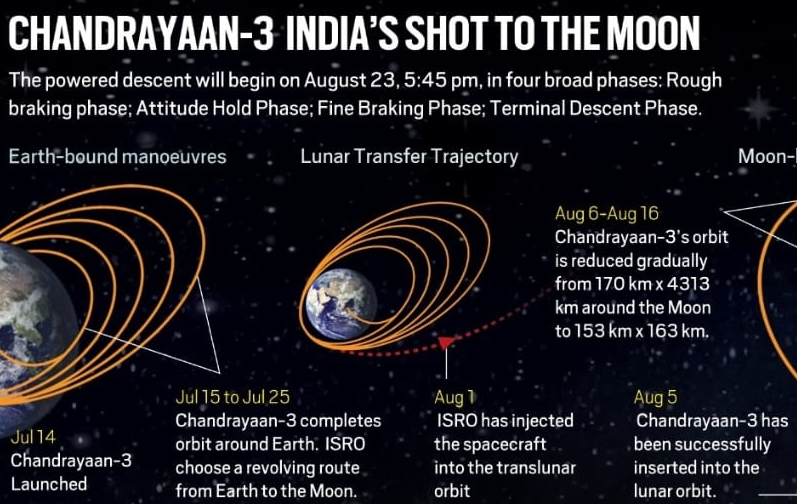 CHANDRAYAAN-3 INDIA'S SHOT TO THE MOON
The powered descent will begin on August 23, 5:45 pm, in four broad phases: Rough
braking phase; Attitude Hold Phase; Fine Braking Phase; Terminal Descent Phase.
Earth-bound manoeuvres
Lunar Transfer Trajectory
Moon-
Aug 6-Aug 16
Chandrayaan-3's orbit
is reduced gradually
from 170 km x 4313
km around the Moon
to 153 km x 163 km.
Jul 14
Chandrayaan-3
Launched
Jul 15 to Jul 25
Chandrayaan-3 completes
orbit around Earth. ISRO
choose a revolving route
from Earth to the Moon.
Aug 1
ISRO has injected
the spacecraft
into the translunar
orbit
Aug 5
Chandrayaan-3 has
been successfully
inserted into the
lunar orbit.